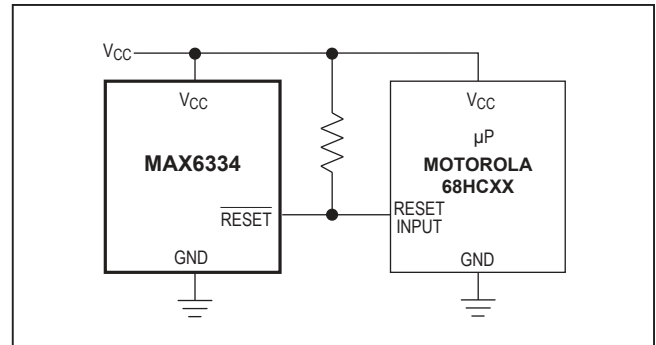 VCC
VCC
MAX6334
RESET
GND
VCC
µP
MOTOROLA
68HCXX
RESET
INPUT
GND